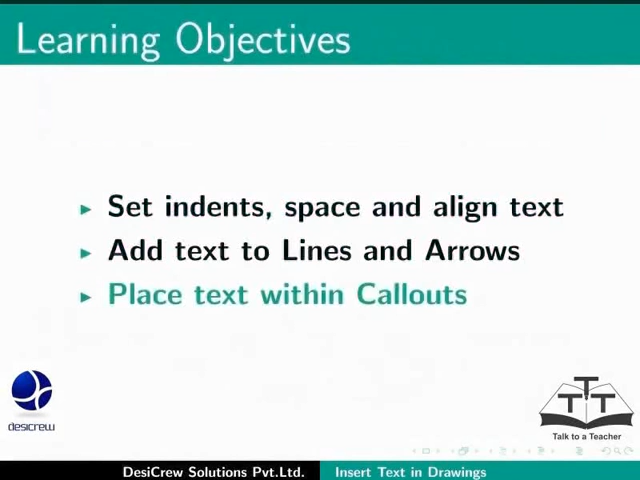 Learning Objectives
Set indents, space and align text
Add text to Lines and Arrows
Place text within Callouts
desicrew
TTT
Talk to a Teacher
DesiCrew Solutions Pvt.Ltd. Insert Text in Drawings